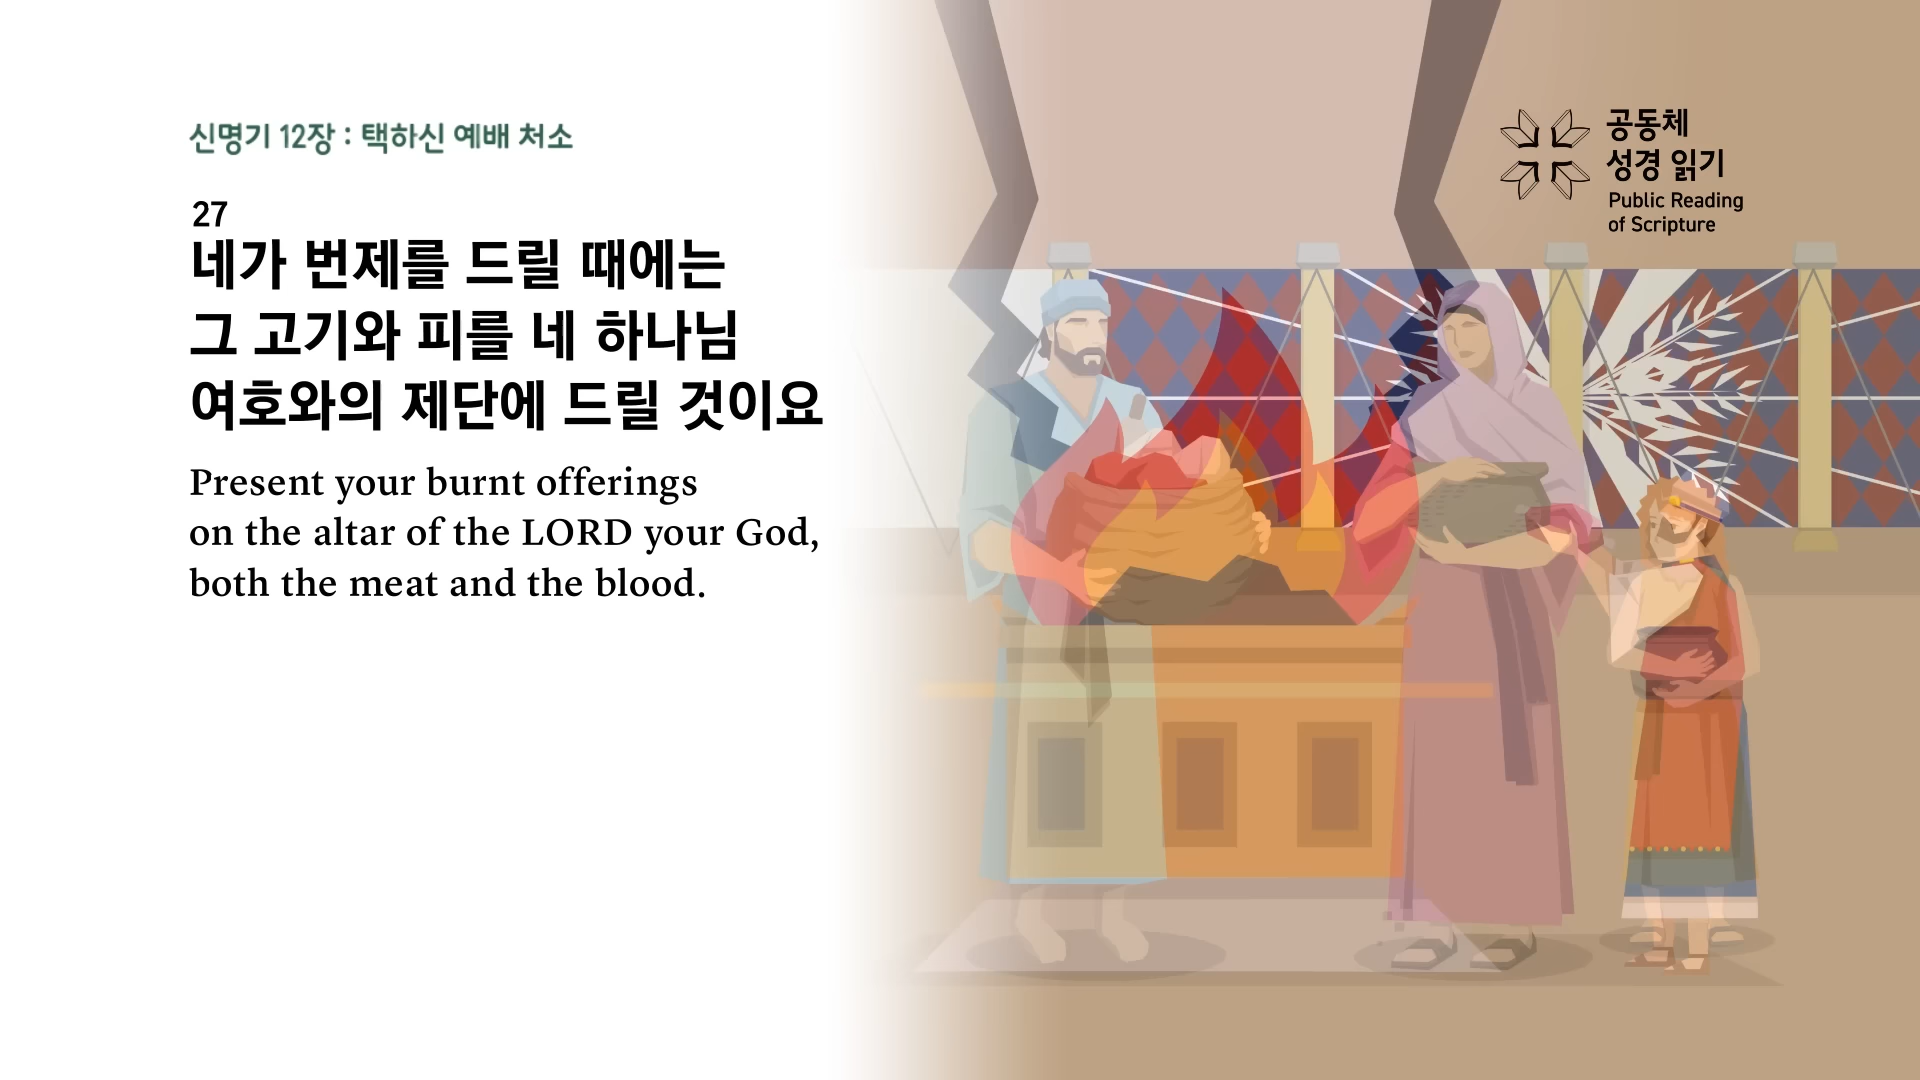 신명기 12장 : 택하신 예배 처소
27
네가 번제를 드릴 때에는
그 고기와 피를 네 하나님
여호와의 제단에 드릴 것이요
Present your burnt offerings
on the altar of the LORD your God,
both the meat and the blood.
공동체
성경 읽기
Public Reading
of Scripture